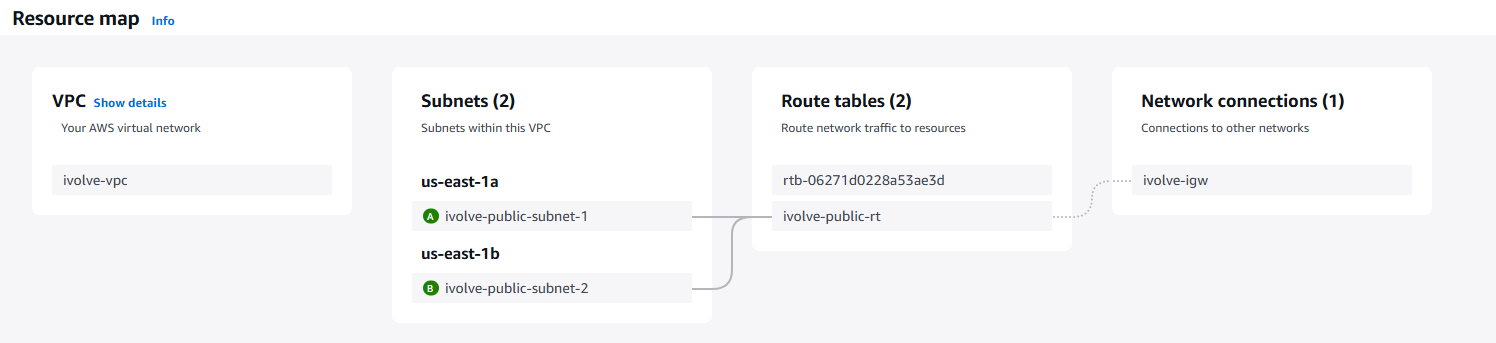 Resource map Info
VPC Show details
Your AWS virtual network
ivolve-vpc
Subnets (2)
Subnets within this VPC
us-east-1a
A ivolve-public-subnet-1
us-east-1b
B ivolve-public-subnet-2
Route tables (2)
Route network traffic to resources
rtb-06271d0228a53ae3d
ivolve-public-rt
Network connections (1)
Connections to other networks
ivolve-igw